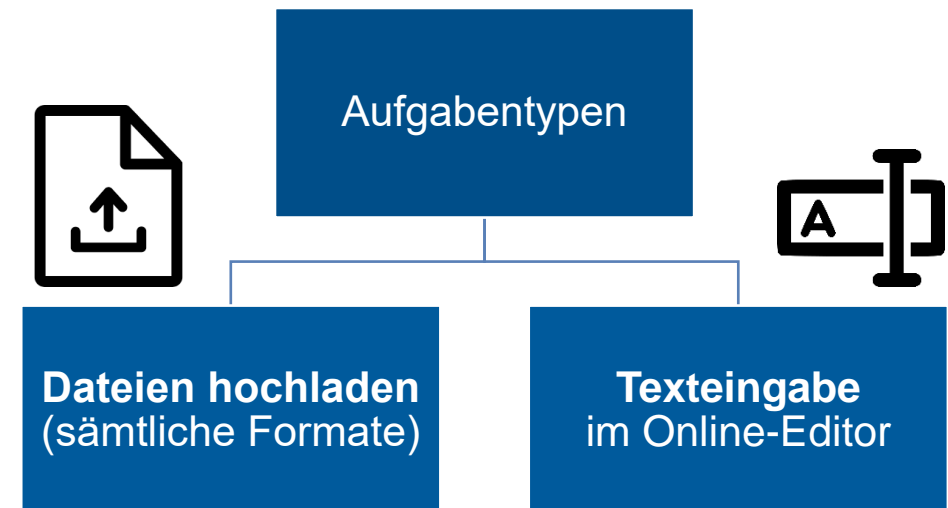 Aufgabentypen
A
Dateien hochladen
(sämtliche Formate)
Texteingabe
im Online-Editor